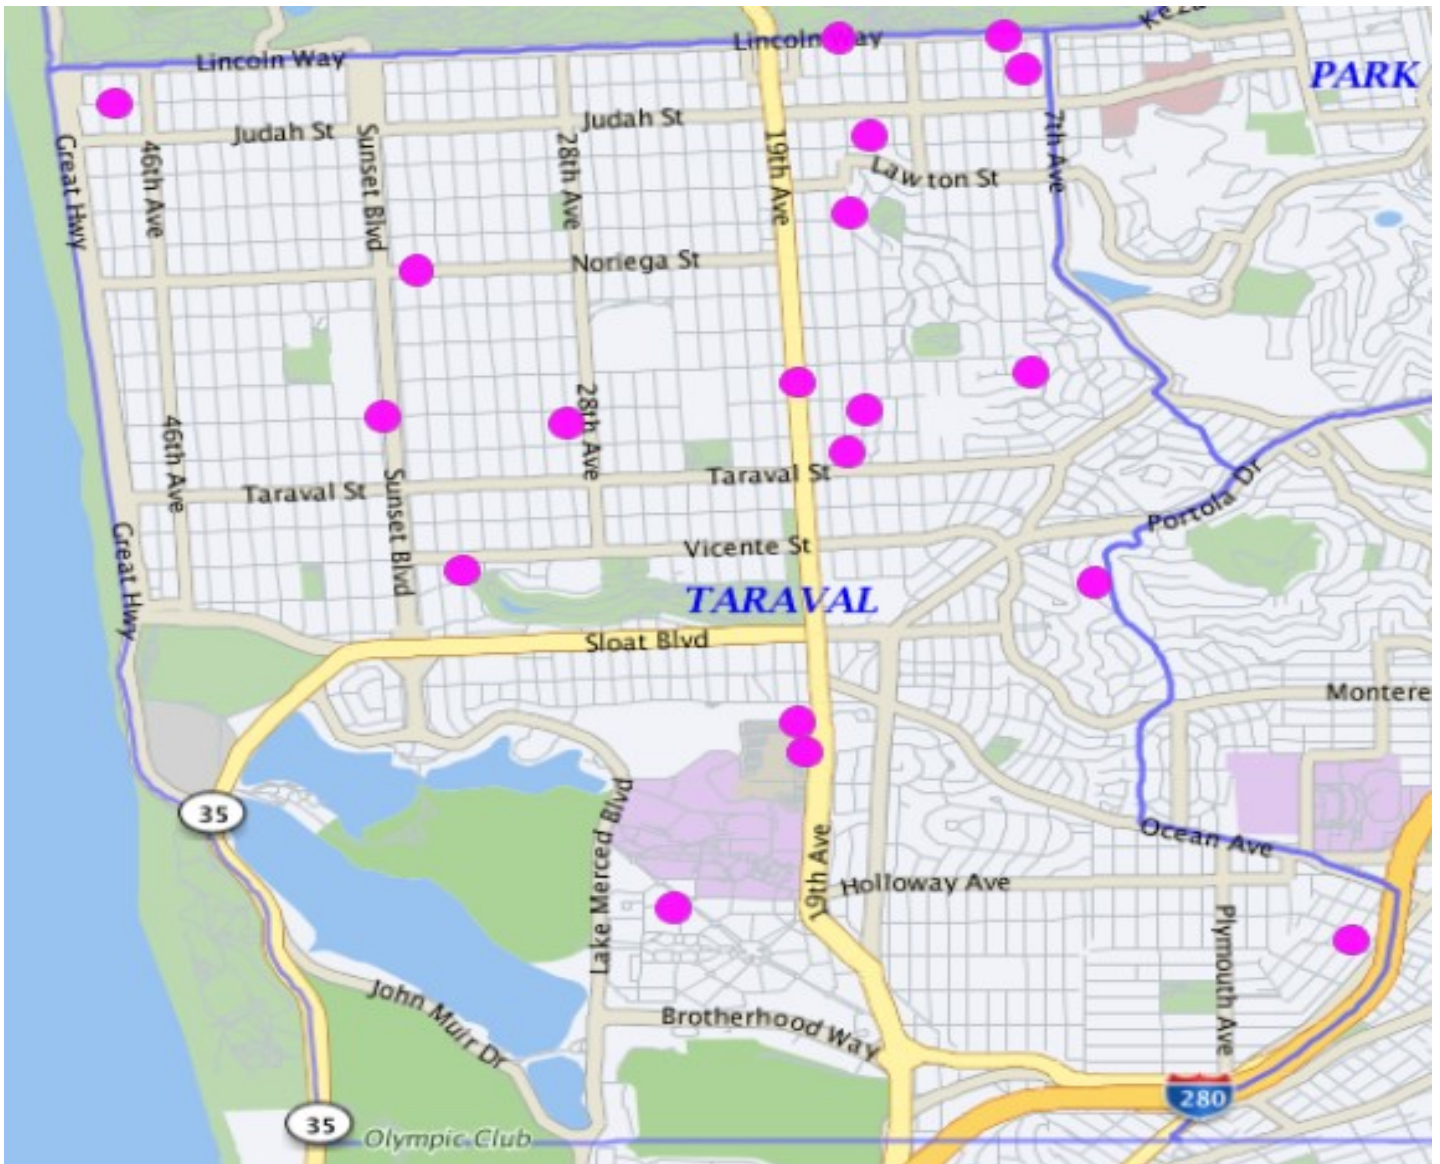 Lincoln Way
Lincoln Way
Keza
PARK
Judah St
Judah St
Great Hwy
46th Ave
Sunset Blvd
28th Ave
19th Ave
7th Ave
Lawton St
Noriega St
28th Ave
46th Ave
Taraval St
Sunset Blvd
Taraval St
Portola Dr
Great Hwy
Vicente St
TARAVAL
Sloat Blvd
Montere
35
Lake Merced Blvd
19th Ave
Ocean Ave
Holloway Ave
Plymouth Ave
John Muir Dr
Brotherhood Way
280
35
Olympic Club